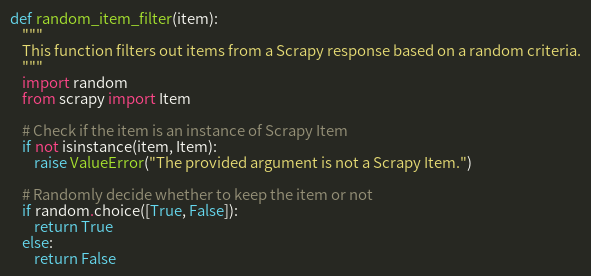 def random_item_filter(item):
    """
    This function filters out items from a Scrapy response based on a random criteria.
    """
    import random
    from scrapy import Item

    # Check if the item is an instance of Scrapy Item
    if not isinstance(item, Item):
        raise ValueError("The provided argument is not a Scrapy Item.")

    # Randomly decide whether to keep the item or not
    if random.choice([True, False]):
        return True
    else:
        return False